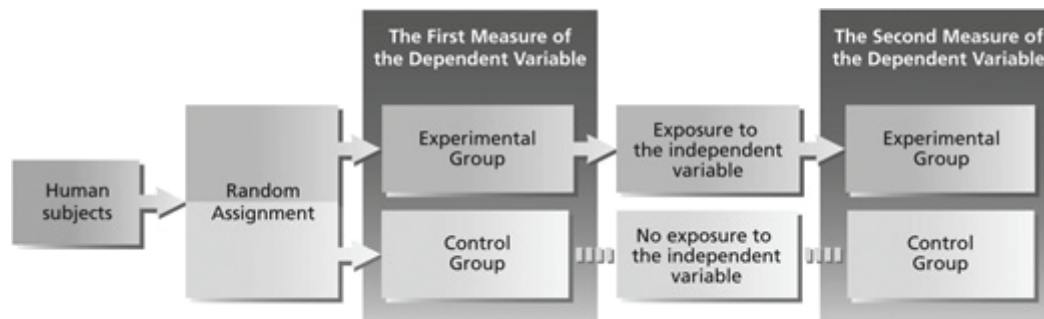 The First Measure of
the Dependent Variable
The Second Measure of
the Dependent Variable
Human
subjects
Random
Assignment
Experimental
Group
Exposure to
the independent
variable
Experimental
Group
Control
Group
No exposure to
the independent
variable
Control
Group